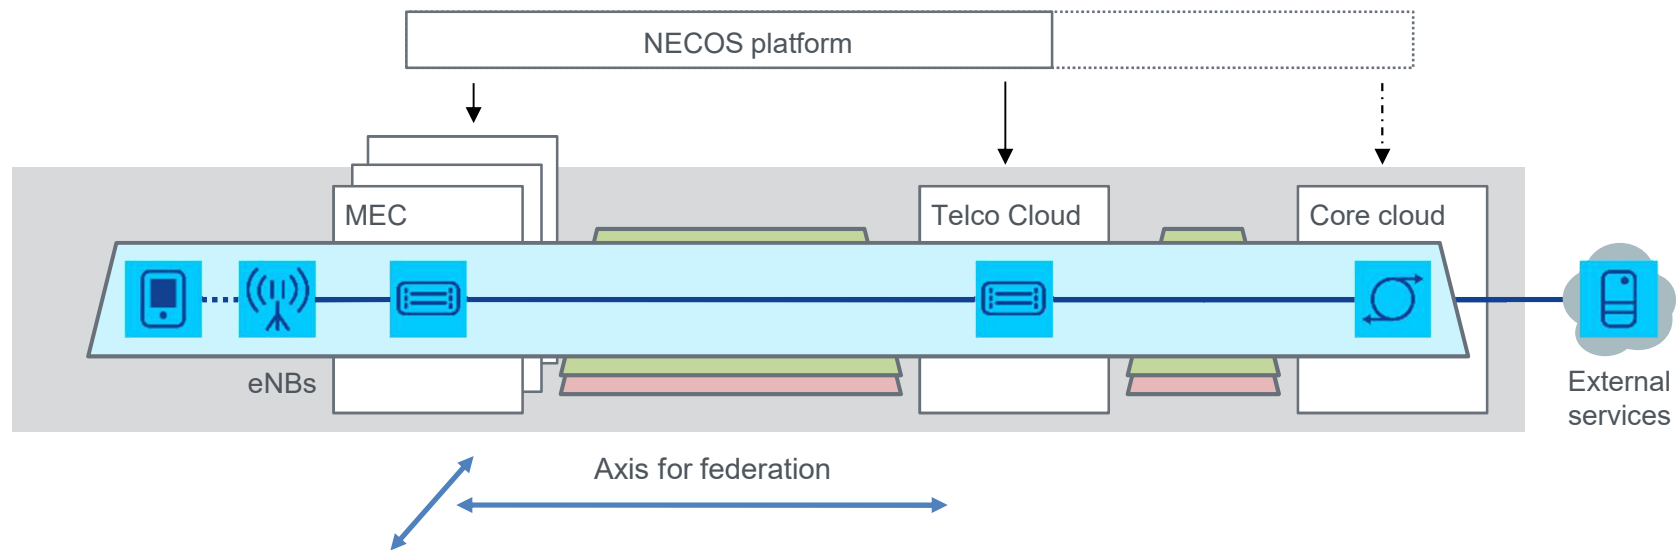 NECOS platform
MEC
Telco Cloud
Core cloud
eNBs
External
services
Axis for federation